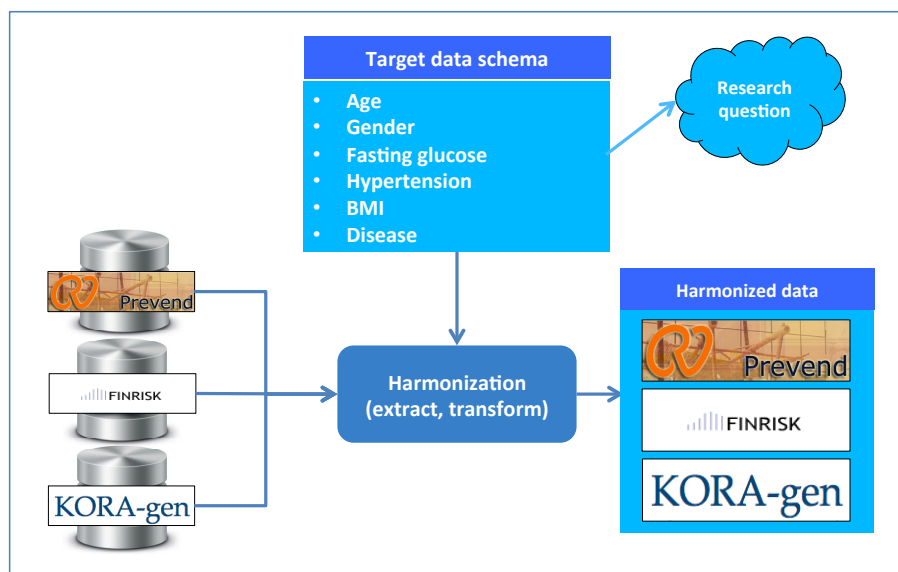 Target data schema
• Age
• Gender
• Fasting glucose
• Hypertension
• BMI
• Disease
Research
question
Prevend
FINRISK
KORA-gen
Harmonization
(extract, transform)
Harmonized data
Prevend
FINRISK
KORA-gen